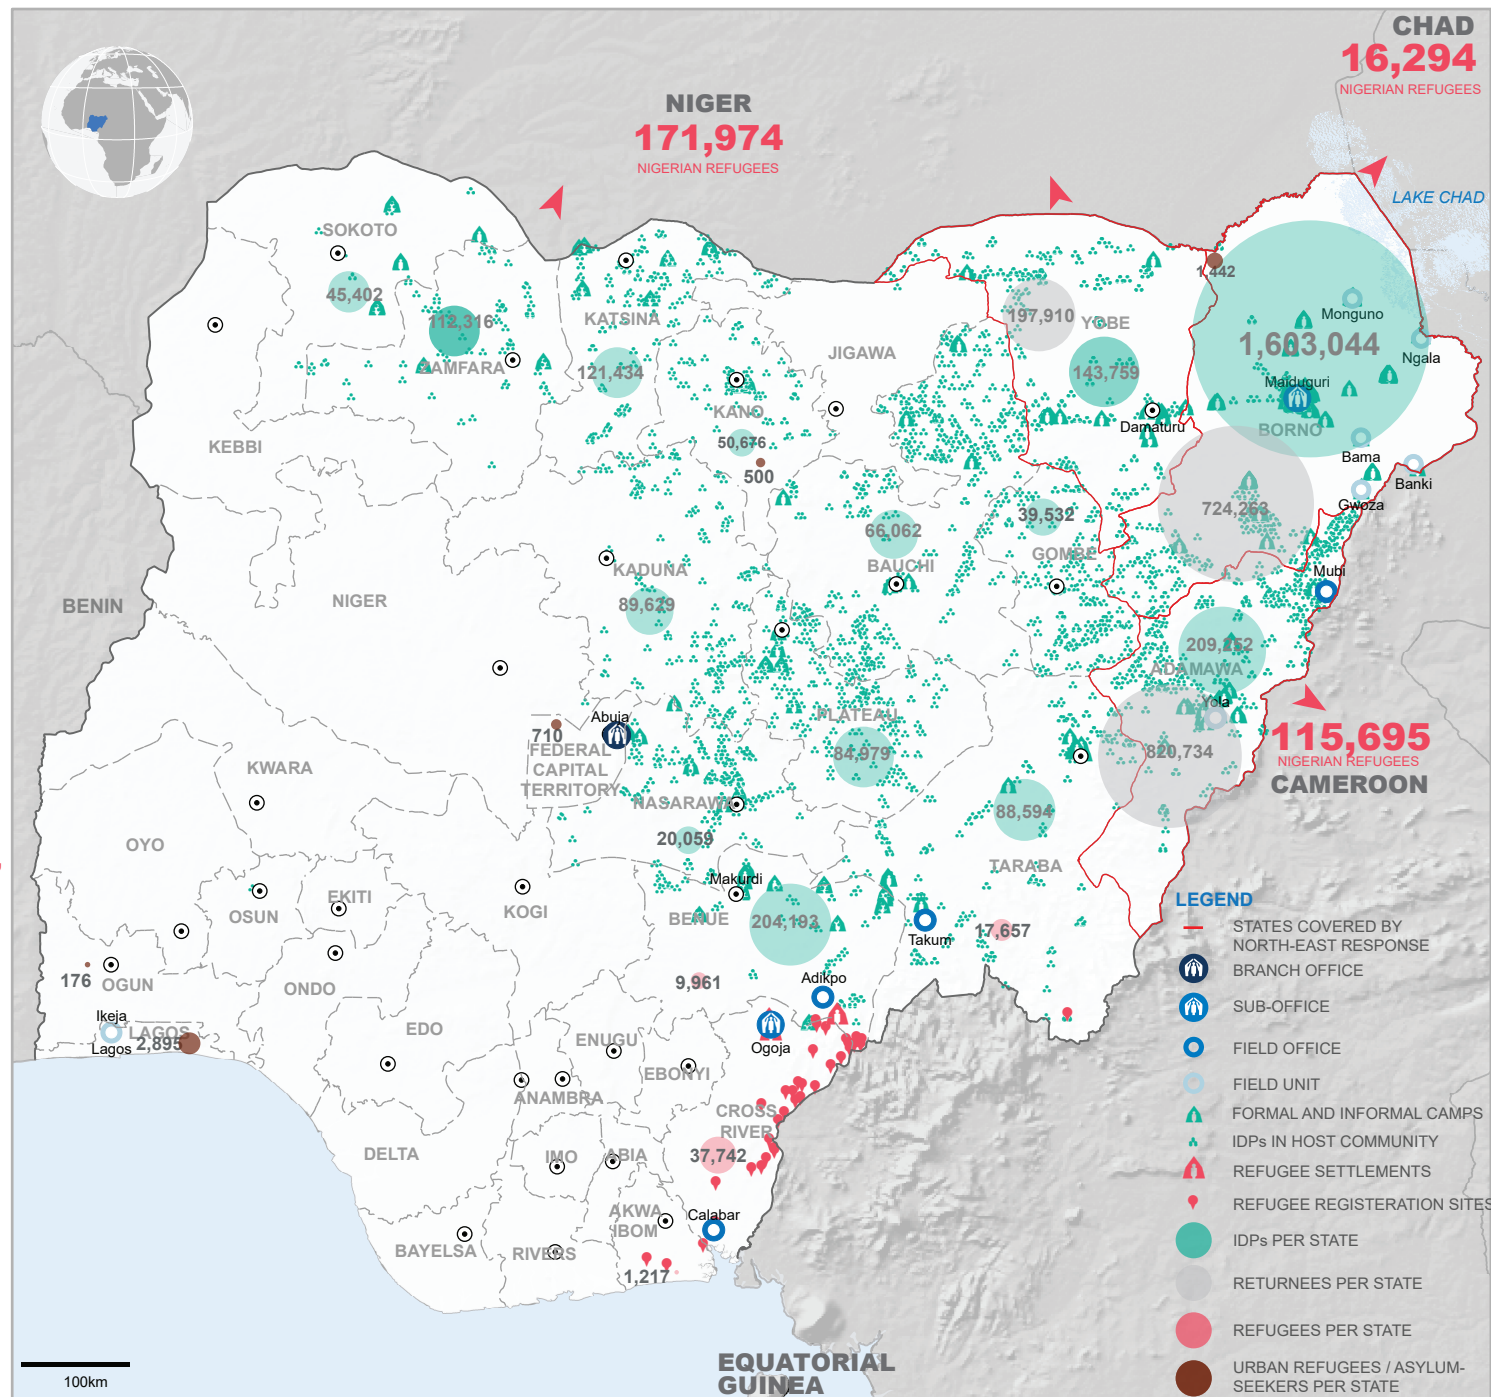 CHAD
16,294
NIGERIAN REFUGEES
NIGER
171,974
NIGERIAN REFUGEES
LAKE CHAD
SOKOTO
45,402
112,316
ZAMFARA
KATSINA
121,434
KANO
50,676
500
JIGAWA
197,910
YOBE
143,759
Damaturu
1,442
Monguno
1,603,044
Ngala
Maiduguri
BORNO
Bama
Banki
Gwoza
724,263
KEBBI
39,532
GOMBE
66,062
BAUCHI
KADUNA
89,629
Mubi
BENIN
NIGER
209,252
ADAMAWA
Yola
820,734
115,695
NIGERIAN REFUGEES
CAMEROON
Abuja
710
FEDERAL
CAPITAL
TERRITORY
PLATEAU
84,979
NASARAWA
20,059
88,594
TARABA
KWARA
OYO
OSUN
EKITI
KOGI
Makurdi
BENUE
204,193
Takum
17,657
9,961
Adikpo
176
OGUN
ONDO
Ikeja
LAGOS
Lagos
2,895
EDO
ENUGU
Ogoja
EBONYI
ANAMBRA
CROSS
RIVER
37,742
DELTA
IMO
ABIA
AKWA
IBOM
Calabar
BAYELSA
RIVERS
1,217
EQUATORIAL
GUINEA
100km
LEGEND
STATES COVERED BY
NORTH-EAST RESPONSE
BRANCH OFFICE
SUB-OFFICE
FIELD OFFICE
FIELD UNIT
FORMAL AND INFORMAL CAMPS
IDPs IN HOST COMMUNITY
REFUGEE SETTLEMENTS
REFUGEE REGISTERATION SITES
IDPs PER STATE
RETURNEES PER STATE
REFUGEES PER STATE
URBAN REFUGEES / ASYLUM-
SEEKERS PER STATE